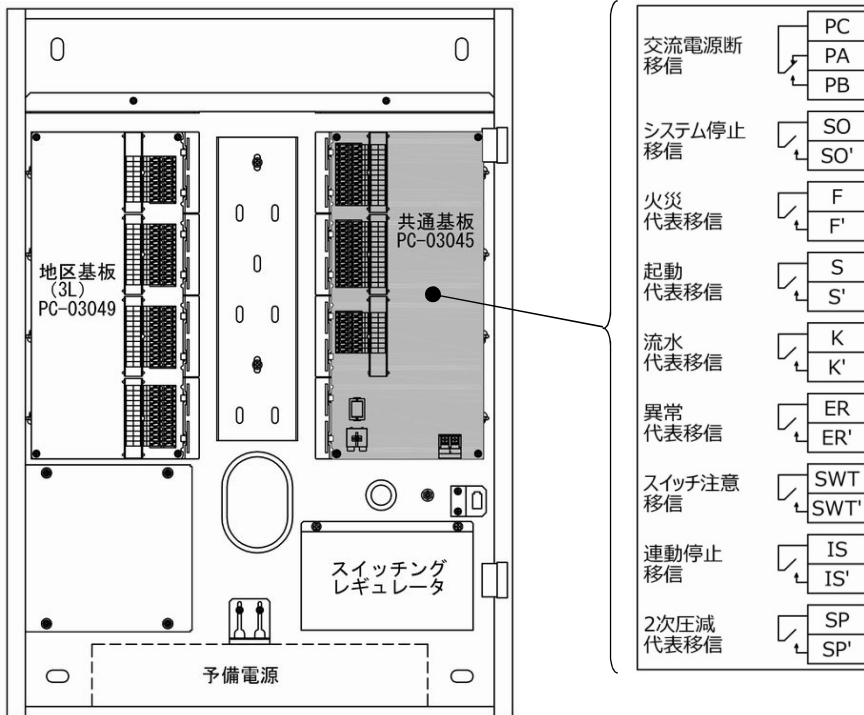 地区基板
(3L)
PC-03049
共通基板
PC-03045
スイッチング
レギュレータ
予備電源
交流電源断
移信
PC
PA
PB
システム停止
移信
SO
SO'
火災
代表移信
F
F'
起動
代表移信
S
S'
流水
代表移信
K
K'
異常
代表移信
ER
ER'
スイッチ注意
移信
SWT
SWT'
連動停止
移信
IS
IS'
2次圧減
代表移信
SP
SP'